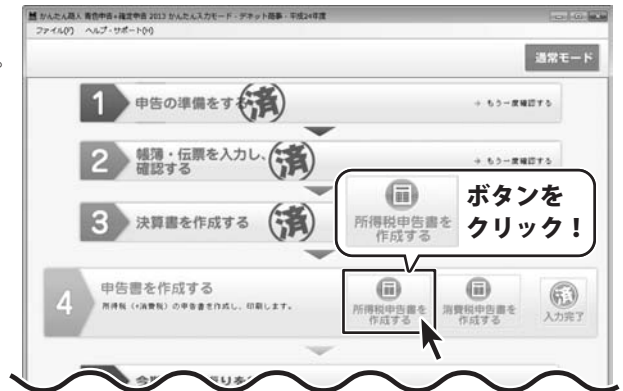 かんたん商人 青色申告+確定申告 2013 かんたん入力モード - デネット商事 - 平成24年度
ファイル(F) ヘルプ・サポート(H)
。
通常モード
1 申告の準備をする 済 → もう一度確認する
2 帳簿・伝票を入力し、確認する 済 → もう一度確認する
3 決算書を作成する 済
所得税申告書を
作成する
ボタンを
クリック!
4 申告書を作成する
所得税(+消費税)の申告書を作成し、印刷します。
所得税申告書を
作成する
消費税申告書を
作成する
済
入力完了